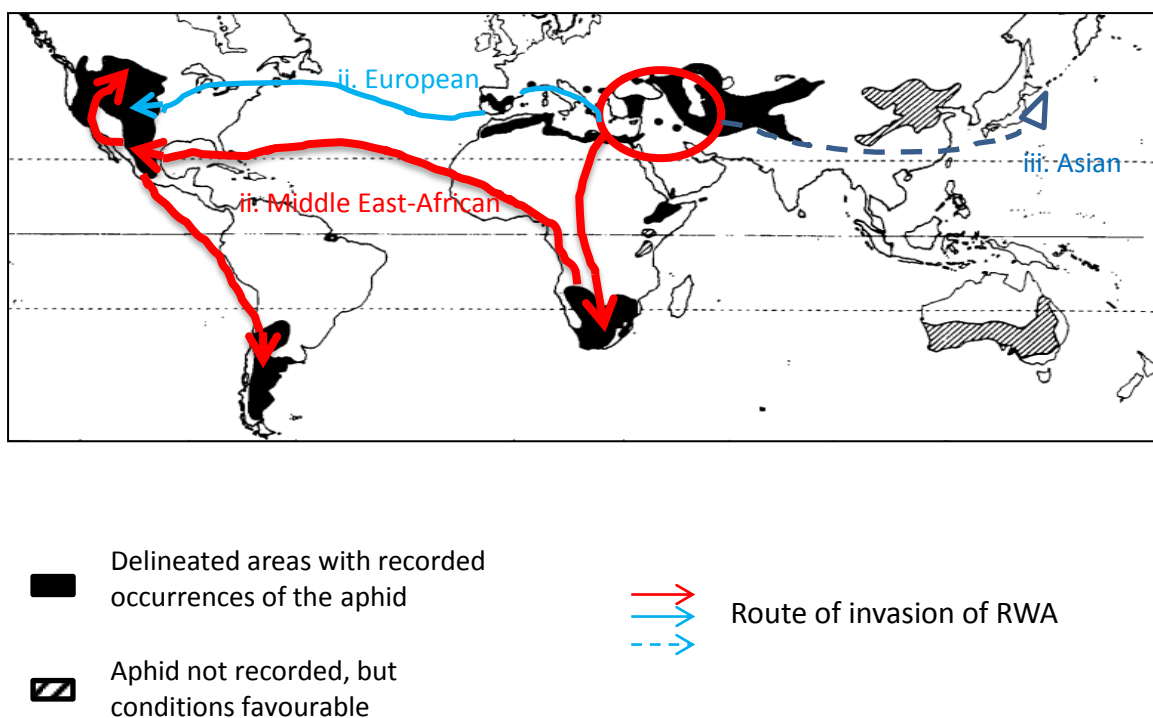 ii. European
iii. Asian
ii. Middle East-African
Delineated areas with recorded
occurrences of the aphid
Route of invasion of RWA
Aphid not recorded, but
conditions favourable